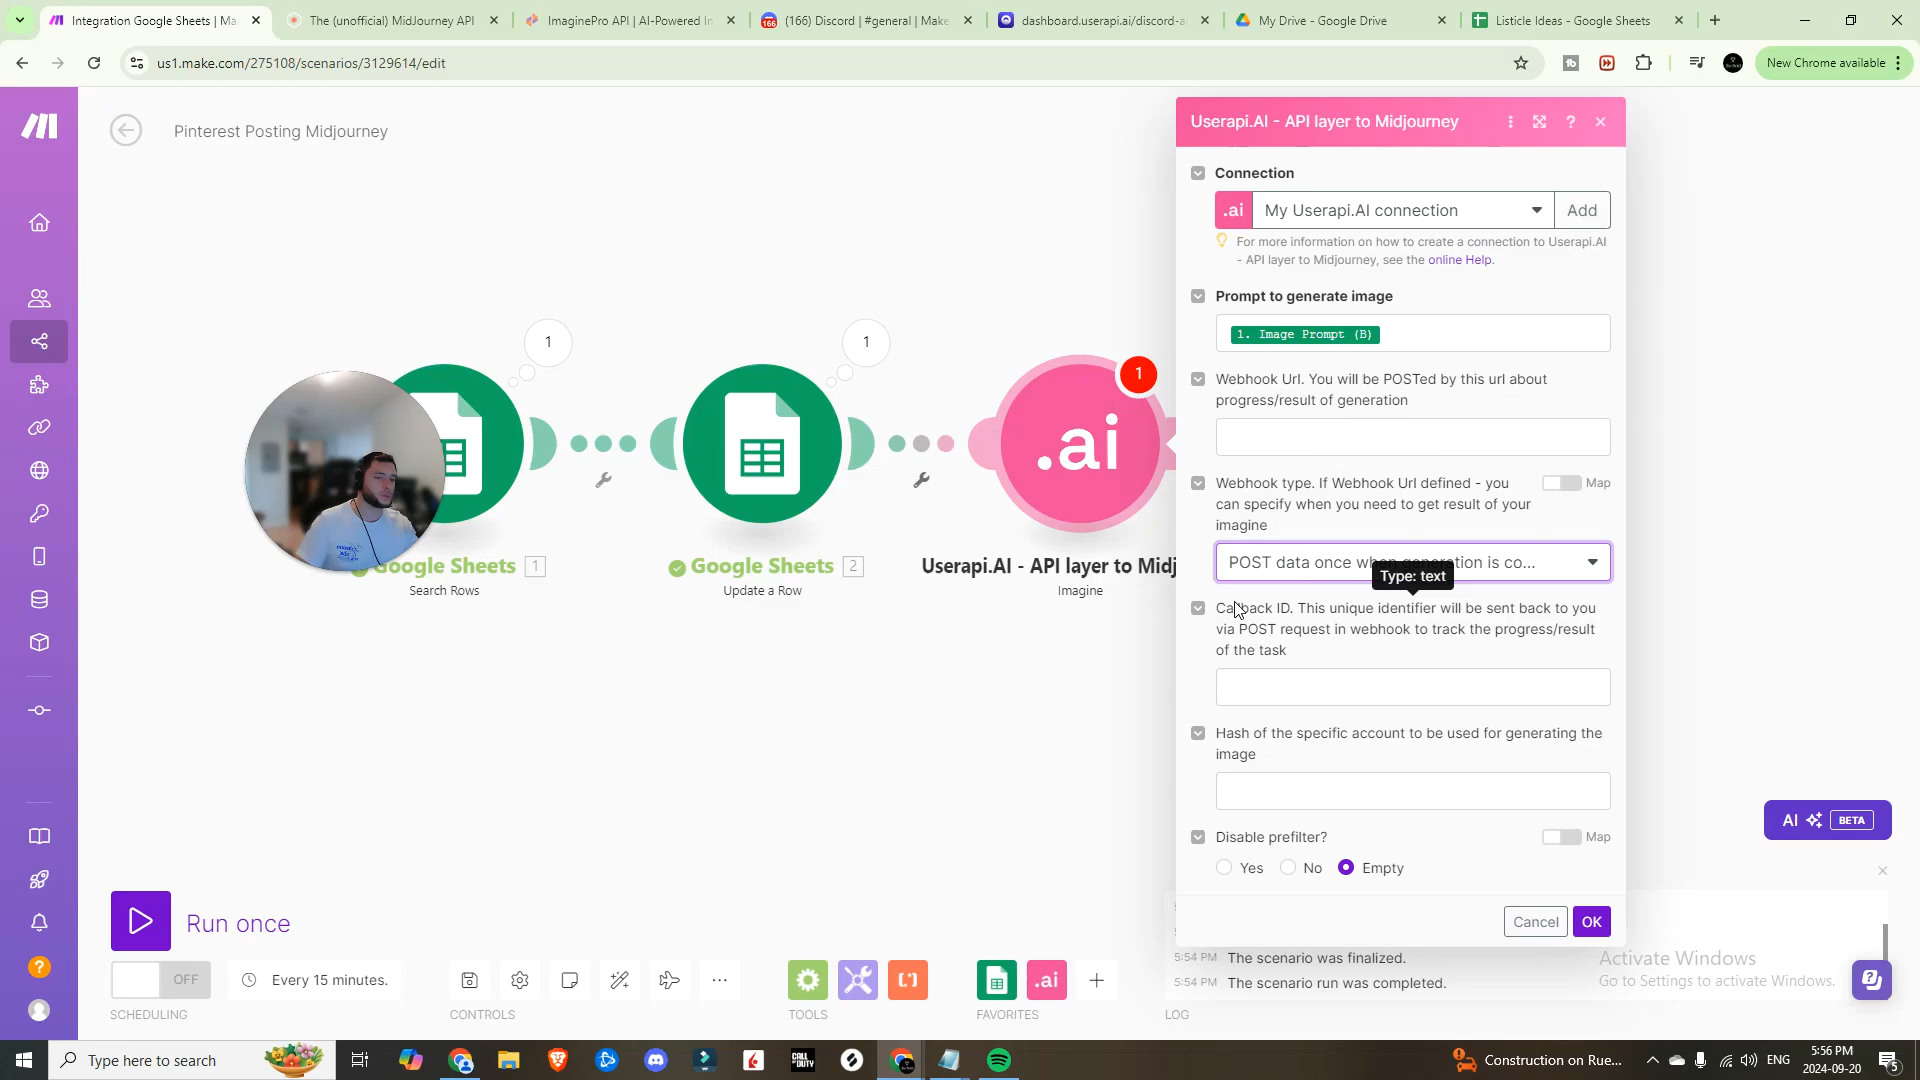 Integration Google Sheets | Ma
The (unofficial) MidJourney API
ImaginePro API | AI-Powered In
(166) Discord | #general | Make
dashboard.userapi.ai/discord-a
My Drive - Google Drive
Listicle Ideas - Google Sheets
us1.make.com/275108/scenarios/3129614/edit
New Chrome available
Pinterest Posting Midjourney
Userapi.AI - API layer to Midjourney
Connection
.ai My Userapi.AI connection Add
For more information on how to create a connection to Userapi.AI
- API layer to Midjourney, see the online Help.
Prompt to generate image
1. Image Prompt (B)
Webhook Url. You will be POSTed by this url about
progress/result of generation
Webhook type. If Webhook Url defined - you
can specify when you need to get result of your
imagine
Map
POST data once when generation is co...
Type: text
Callback ID. This unique identifier will be sent back to you
via POST request in webhook to track the progress/result
of the task
Hash of the specific account to be used for generating the
image
Disable prefilter?
Map
Yes No Empty
Cancel OK
1
1
1
.ai
Google Sheets 1
Search Rows
Google Sheets 2
Update a Row
Userapi.AI - API layer to Midj
Imagine
AI BETA
Run once
OFF
Every 15 minutes.
SCHEDULING
CONTROLS
TOOLS
.ai
FAVORITES
LOG
5:54 PM The scenario was finalized.
5:54 PM The scenario run was completed.
Activate Windows
Go to Settings to activate Windows.
Type here to search
CALL OF DUTY
Construction on Rue...
ENG
5:56 PM
2024-09-20
5